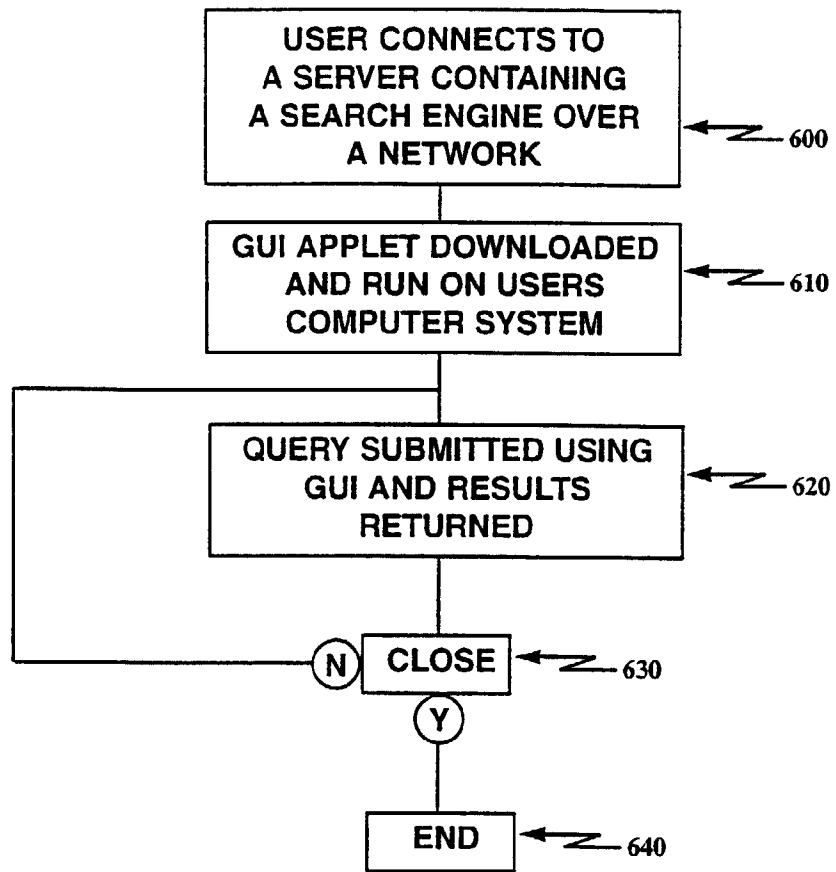 USER CONNECTS TO
A SERVER CONTAINING
A SEARCH ENGINE OVER
A NETWORK
600
GUI APPLET DOWNLOADED
AND RUN ON USERS
COMPUTER SYSTEM
610
QUERY SUBMITTED USING
GUI AND RESULTS
RETURNED
620
N
CLOSE
630
Y
END
640